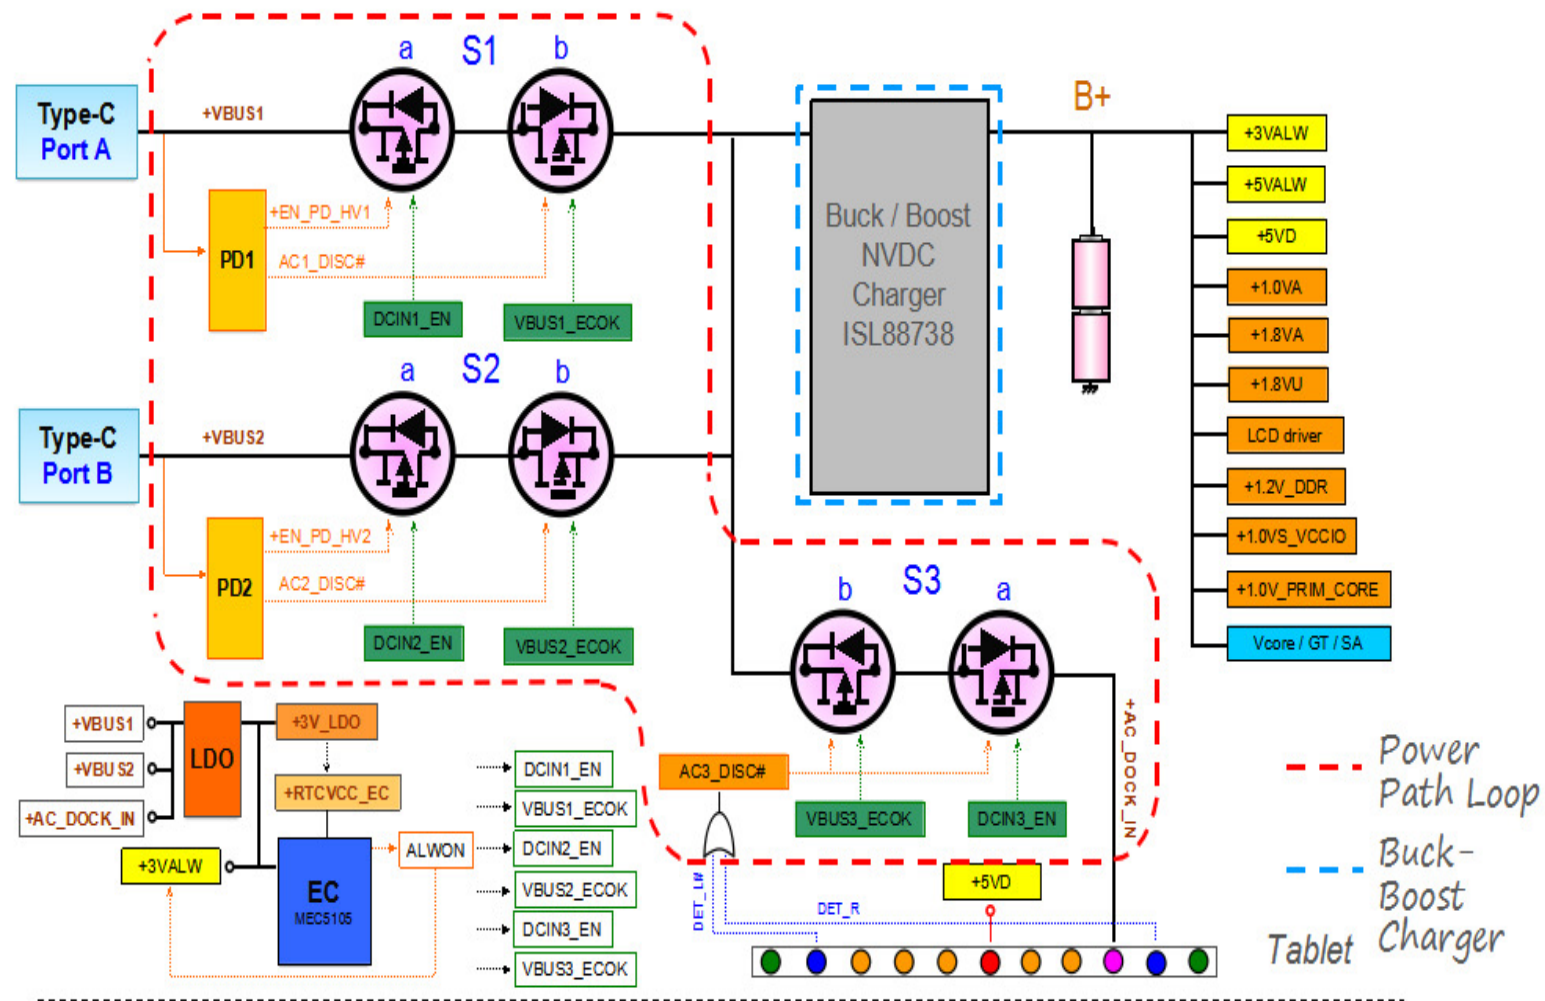 a
S1
b
Type-C
Port A
+VBUS1
B+
+3VALW
+5VALW
+5VD
+1.0VA
+1.8VA
+1.8VU
LCD driver
+1.2V_DDR
+1.0VS_VCCIO
+1.0V_PRIM_CORE
Vcore / GT / SA
Buck / Boost
NVDC
Charger
ISL88738
PD1
+EN_PD_HV1
AC1_DISC#
DCIN1_EN
VBUS1_ECOK
a
S2
b
Type-C
Port B
+VBUS2
PD2
+EN_PD_HV2
AC2_DISC#
DCIN2_EN
VBUS2_ECOK
b
S3
a
+AC_DOCK_IN
AC3_DISC#
VBUS3_ECOK
DCIN3_EN
+VBUS1
+VBUS2
+AC_DOCK_IN
LDO
+3V_LDO
+RTCVCC_EC
+3VALW
EC
MEC5105
ALWON
DCIN1_EN
VBUS1_ECOK
DCIN2_EN
VBUS2_ECOK
DCIN3_EN
VBUS3_ECOK
DET_L#
DET_R
+5VD
Power
Path Loop
Buck-
Boost
Charger
Tablet